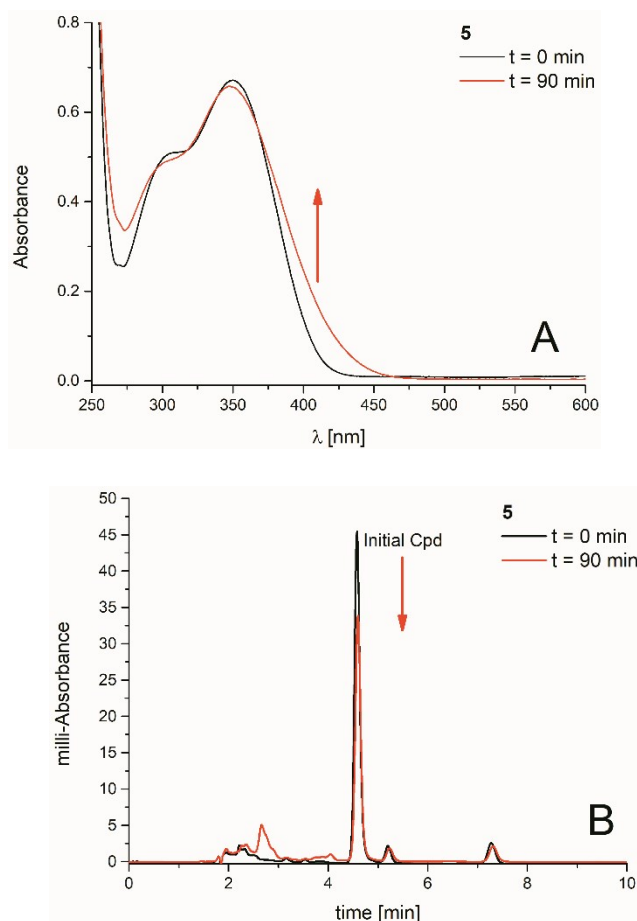 5
t = 0 min
t = 90 min
Absorbance
0.8
0.6
0.4
0.2
0.0
A
250 300 350 400 450 500 550 600
λ [nm]
5
t = 0 min
t = 90 min
Initial Cpd
milli-Absorbance
50
45
40
35
30
25
20
15
10
5
0
B
0 2 4 6 8 10
time [min]